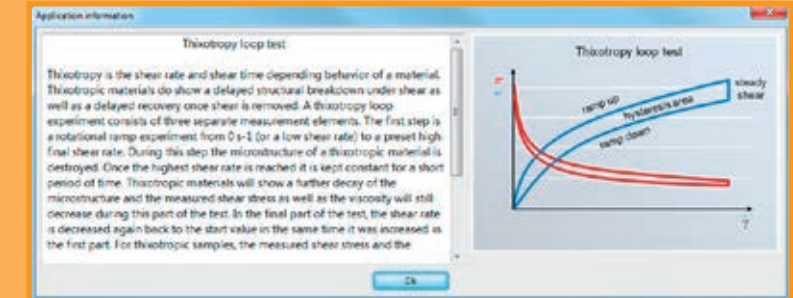 Application information
Thixotropy loop test
Thixotropy is the shear rate and shear time depending behavior of a material.
Thixotropic materials do show a delayed structural breakdown under shear as
well as a delayed recovery once shear is removed. A thixotropy loop
experiment consists of three separate measurement elements. The first step is
a rotational ramp experiment from 0 s-1 (or a low shear rate) to a preset high
final shear rate. During this step the microstructure of a thixotropic material is
destroyed. Once the highest shear rate is reached it is kept constant for a short
period of time. Thixotropic materials will show a further decay of the
microstructure and the measured shear stress as well as the viscosity will still
decrease during this part of the test. In the final part of the test, the shear rate
is decreased again back to the start value in the same time it was increased in
the first part. For thixotropic samples, the measured shear stress and the
Ok
Thixotropy loop test
steady
shear
ramp up
hysteresis area
ramp down